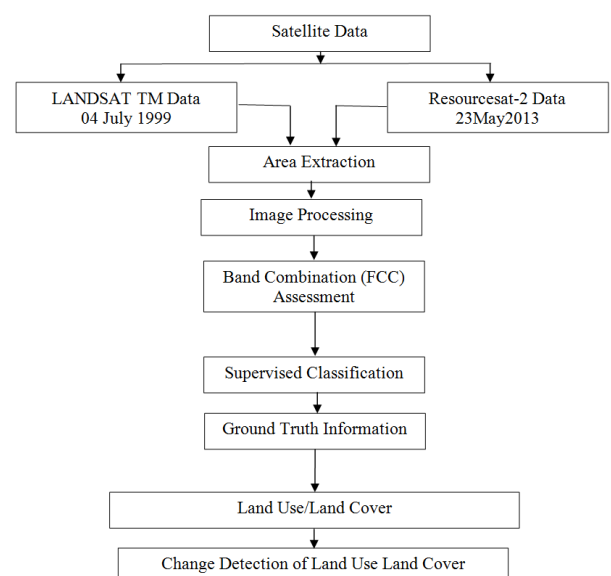 Satellite Data
LANDSAT TM Data
04 July 1999
Resourcesat-2 Data
23May2013
Area Extraction
Image Processing
Band Combination (FCC)
Assessment
Supervised Classification
Ground Truth Information
Land Use/Land Cover
Change Detection of Land Use Land Cover